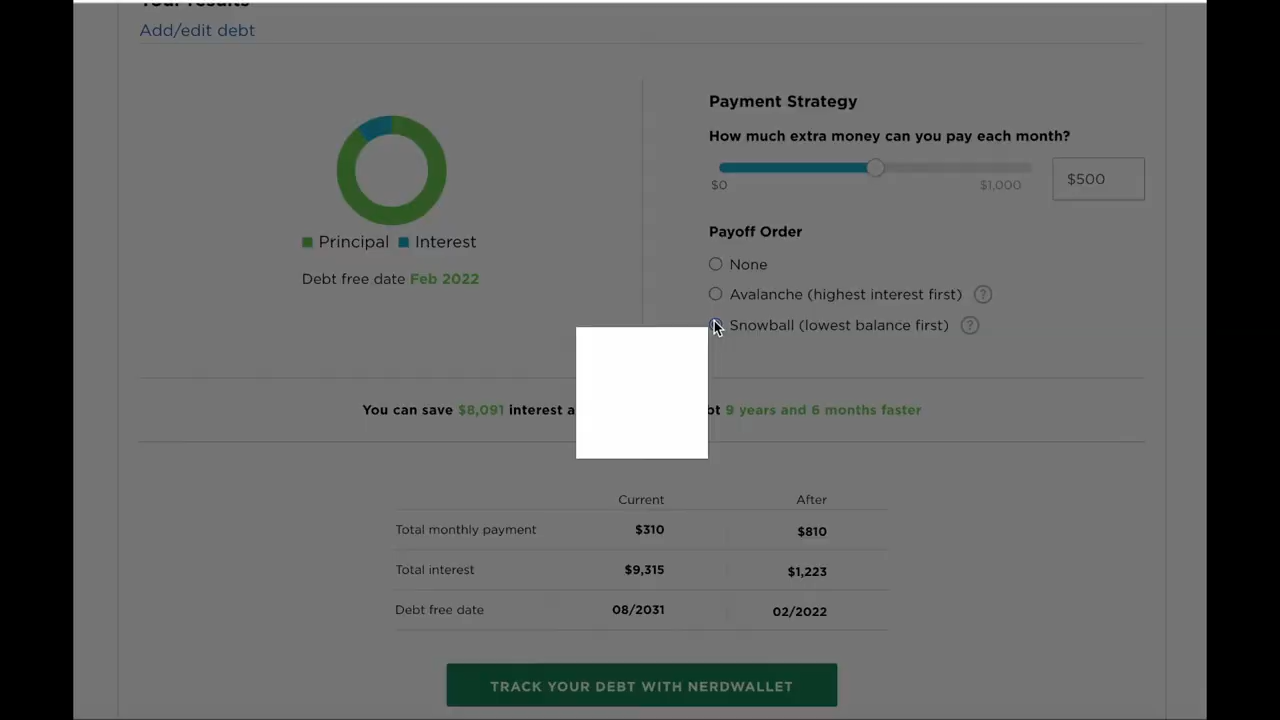 Your results
Add/edit debt
Principal Interest
Debt free date Feb 2022
Payment Strategy
How much extra money can you pay each month?
$0 $1,000
$500
Payoff Order
None
Avalanche (highest interest first) ?
Snowball (lowest balance first) ?
You can save $8,091 interest a
bt 9 years and 6 months faster
Current After
Total monthly payment $310 $810
Total interest $9,315 $1,223
Debt free date 08/2031 02/2022
TRACK YOUR DEBT WITH NERDWALLET